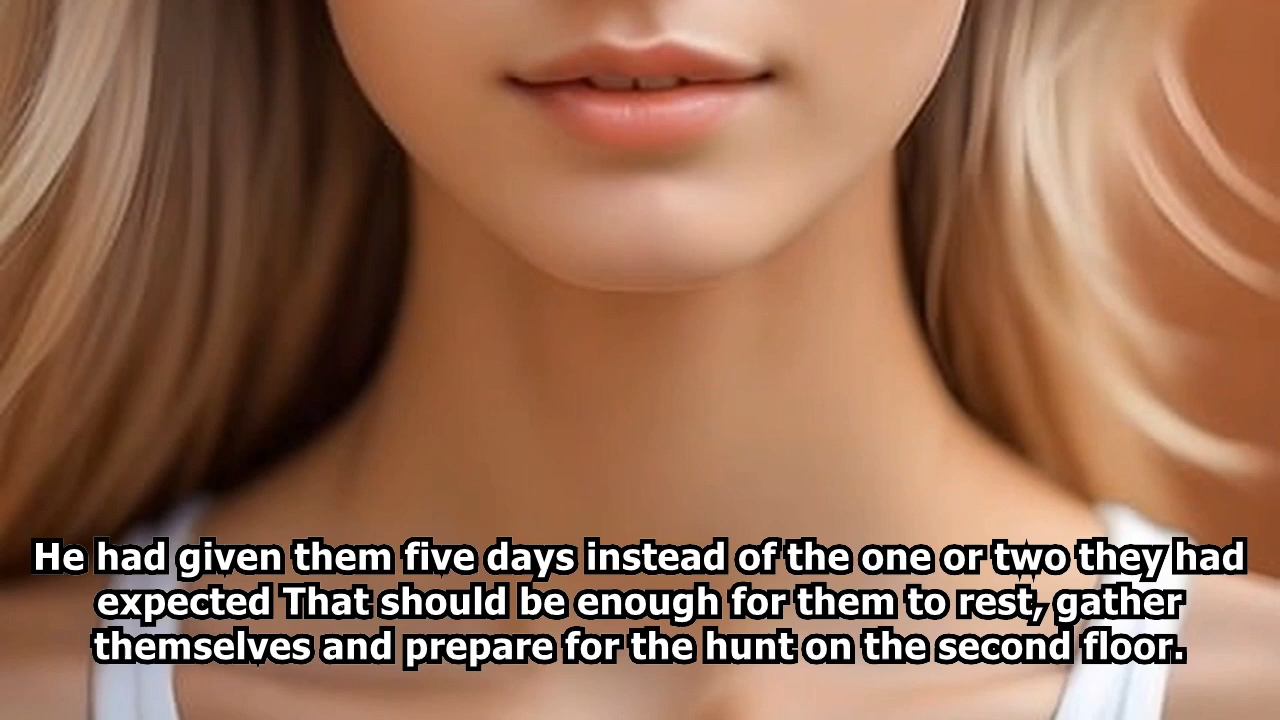 He had given them five days instead of the one or two they had
expected That should be enough for them to rest, gather
themselves and prepare for the hunt on the second floor.